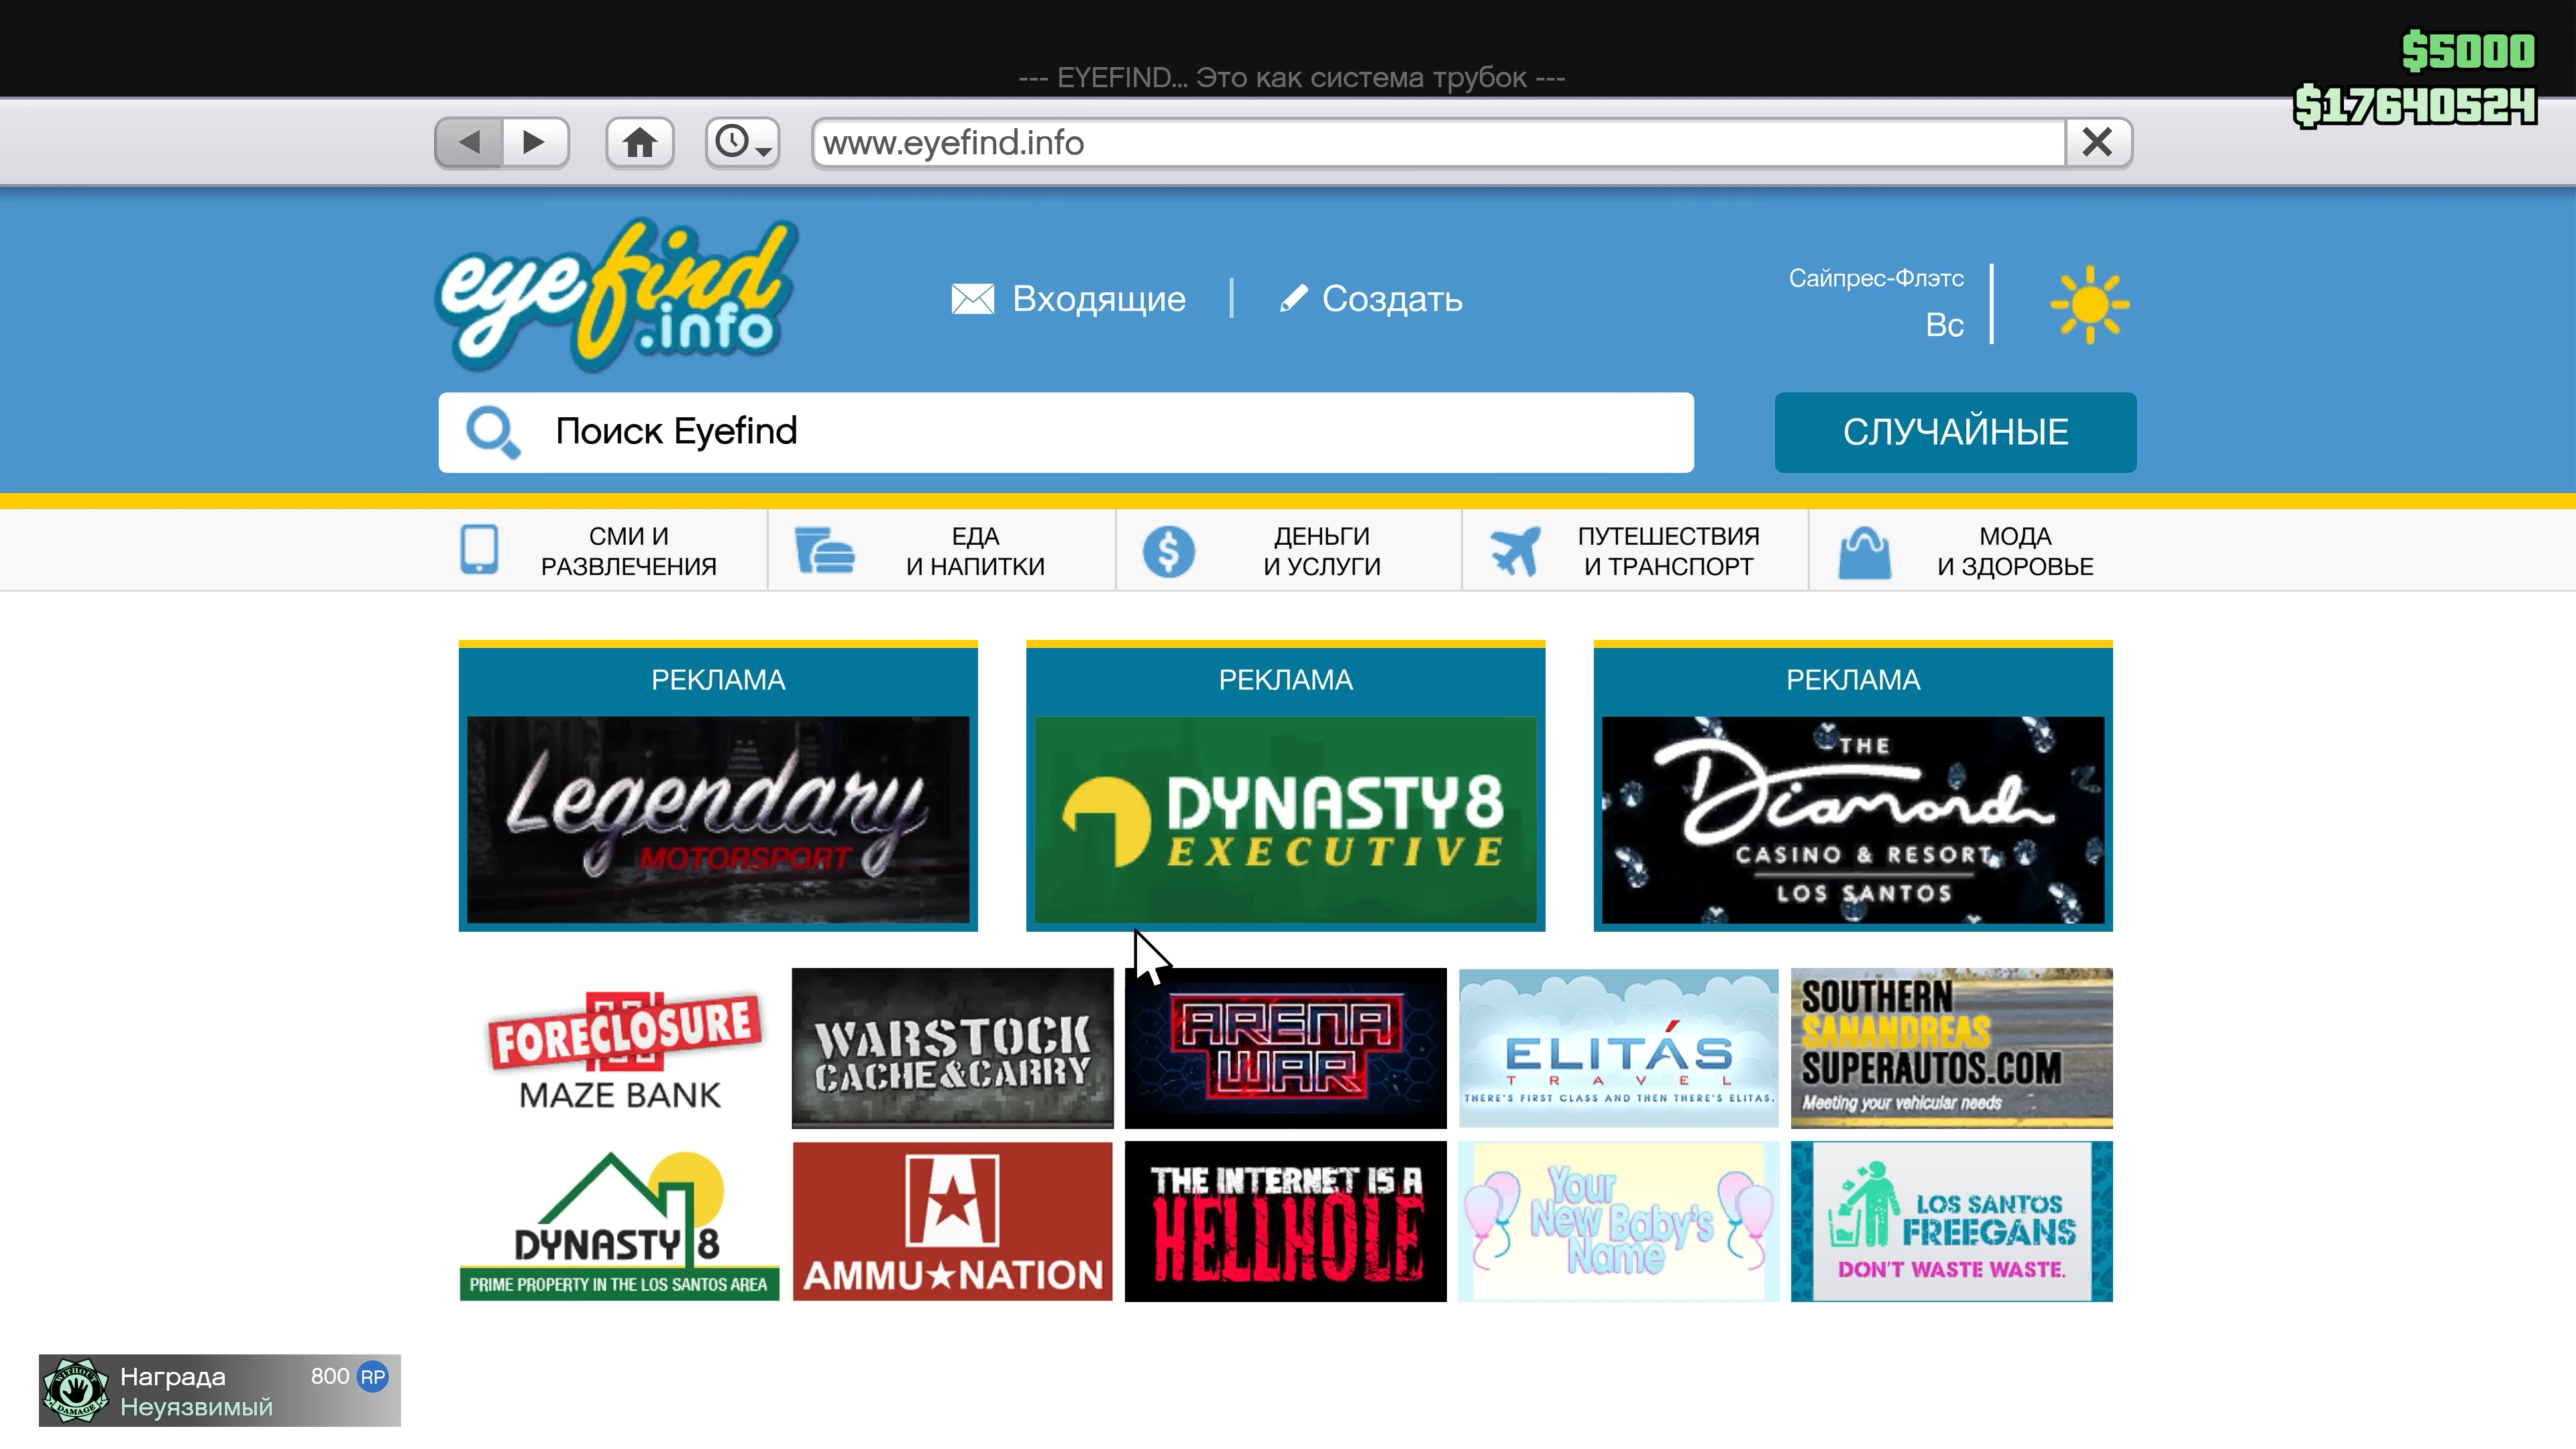 $5000
--- EYEFIND... Это как система трубок ---
$17640524
www.eyefind.info
eyefind
.info
Входящие
Создать
Сайпрес-Флэтс
Вс
Поиск Eyefind
СЛУЧАЙНЫЕ
СМИ И
РАЗВЛЕЧЕНИЯ
ЕДА
И НАПИТКИ
ДЕНЬГИ
И УСЛУГИ
ПУТЕШЕСТВИЯ
И ТРАНСПОРТ
МОДА
И ЗДОРОВЬЕ
РЕКЛАМА
Legendary
MOTORSPORT
РЕКЛАМА
DYNASTY8
EXECUTIVE
РЕКЛАМА
THE
Diamond
CASINO & RESORT
LOS SANTOS
FORECLOSURE
MAZE BANK
WARSTOCK
CACHE&CARRY
ARENA
WAR
ELITÁS
TRAVEL
THERE'S FIRST CLASS AND THEN THERE'S ELITAS.
SOUTHERN
SANANDREAS
SUPERAUTOS.COM
Meeting your vehicular needs
DYNASTY 8
PRIME PROPERTY IN THE LOS SANTOS AREA
AMMU★NATION
THE INTERNET IS A
HELLHOLE
Your
New Baby's
Name
LOS SANTOS
FREEGANS
DON'T WASTE WASTE.
WITHOUT
DAMAGE
Награда
800 RP
Неуязвимый